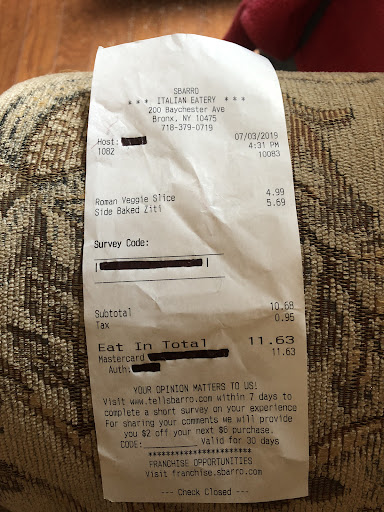 SBARRO
* * * ITALIAN EATERY * * *
200 Baychester Ave
Bronx, NY 10475
718-379-0719
Host: 07/03/2019
1082 4:31 PM
10083
Roman Veggie Slice 4.99
Side Baked Ziti 5.69
Survey Code:
Subtotal 10.68
Tax 0.95
Eat In Total 11.63
Mastercard 11.63
Auth:
YOUR OPINION MATTERS TO US!
Visit www.tellsbarro.com within 7 days to
complete a short survey on your experience
For sharing your comments we will provide
you $2 off your next $6 purchase.
CODE:____________ Valid for 30 days
*************************
FRANCHISE OPPORTUNITIES
Visit franchise.sbarro.com
--- Check Closed ---